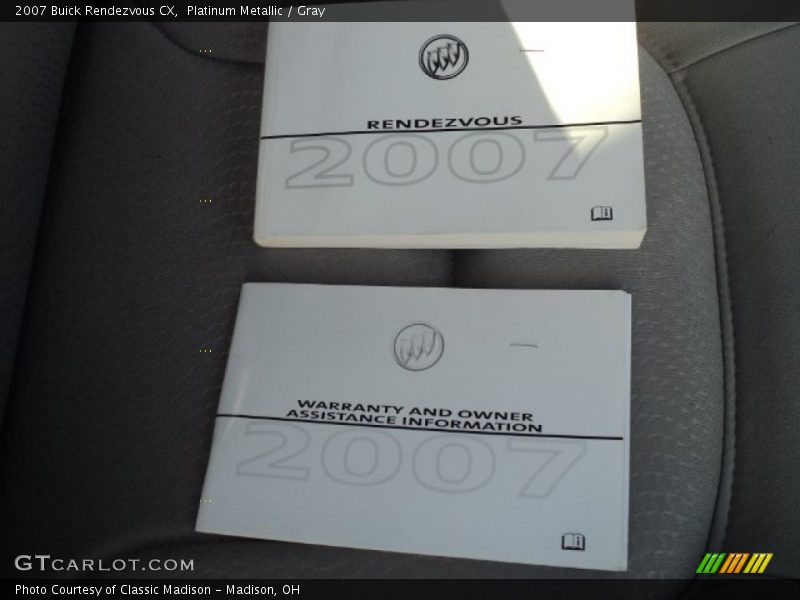 2007 Buick Rendezvous CX,  Platinum Metallic / Gray
RENDEZVOUS
2007
WARRANTY AND OWNER
ASSISTANCE INFORMATION
2007
GTCARLOT.COM
Photo Courtesy of Classic Madison - Madison, OH